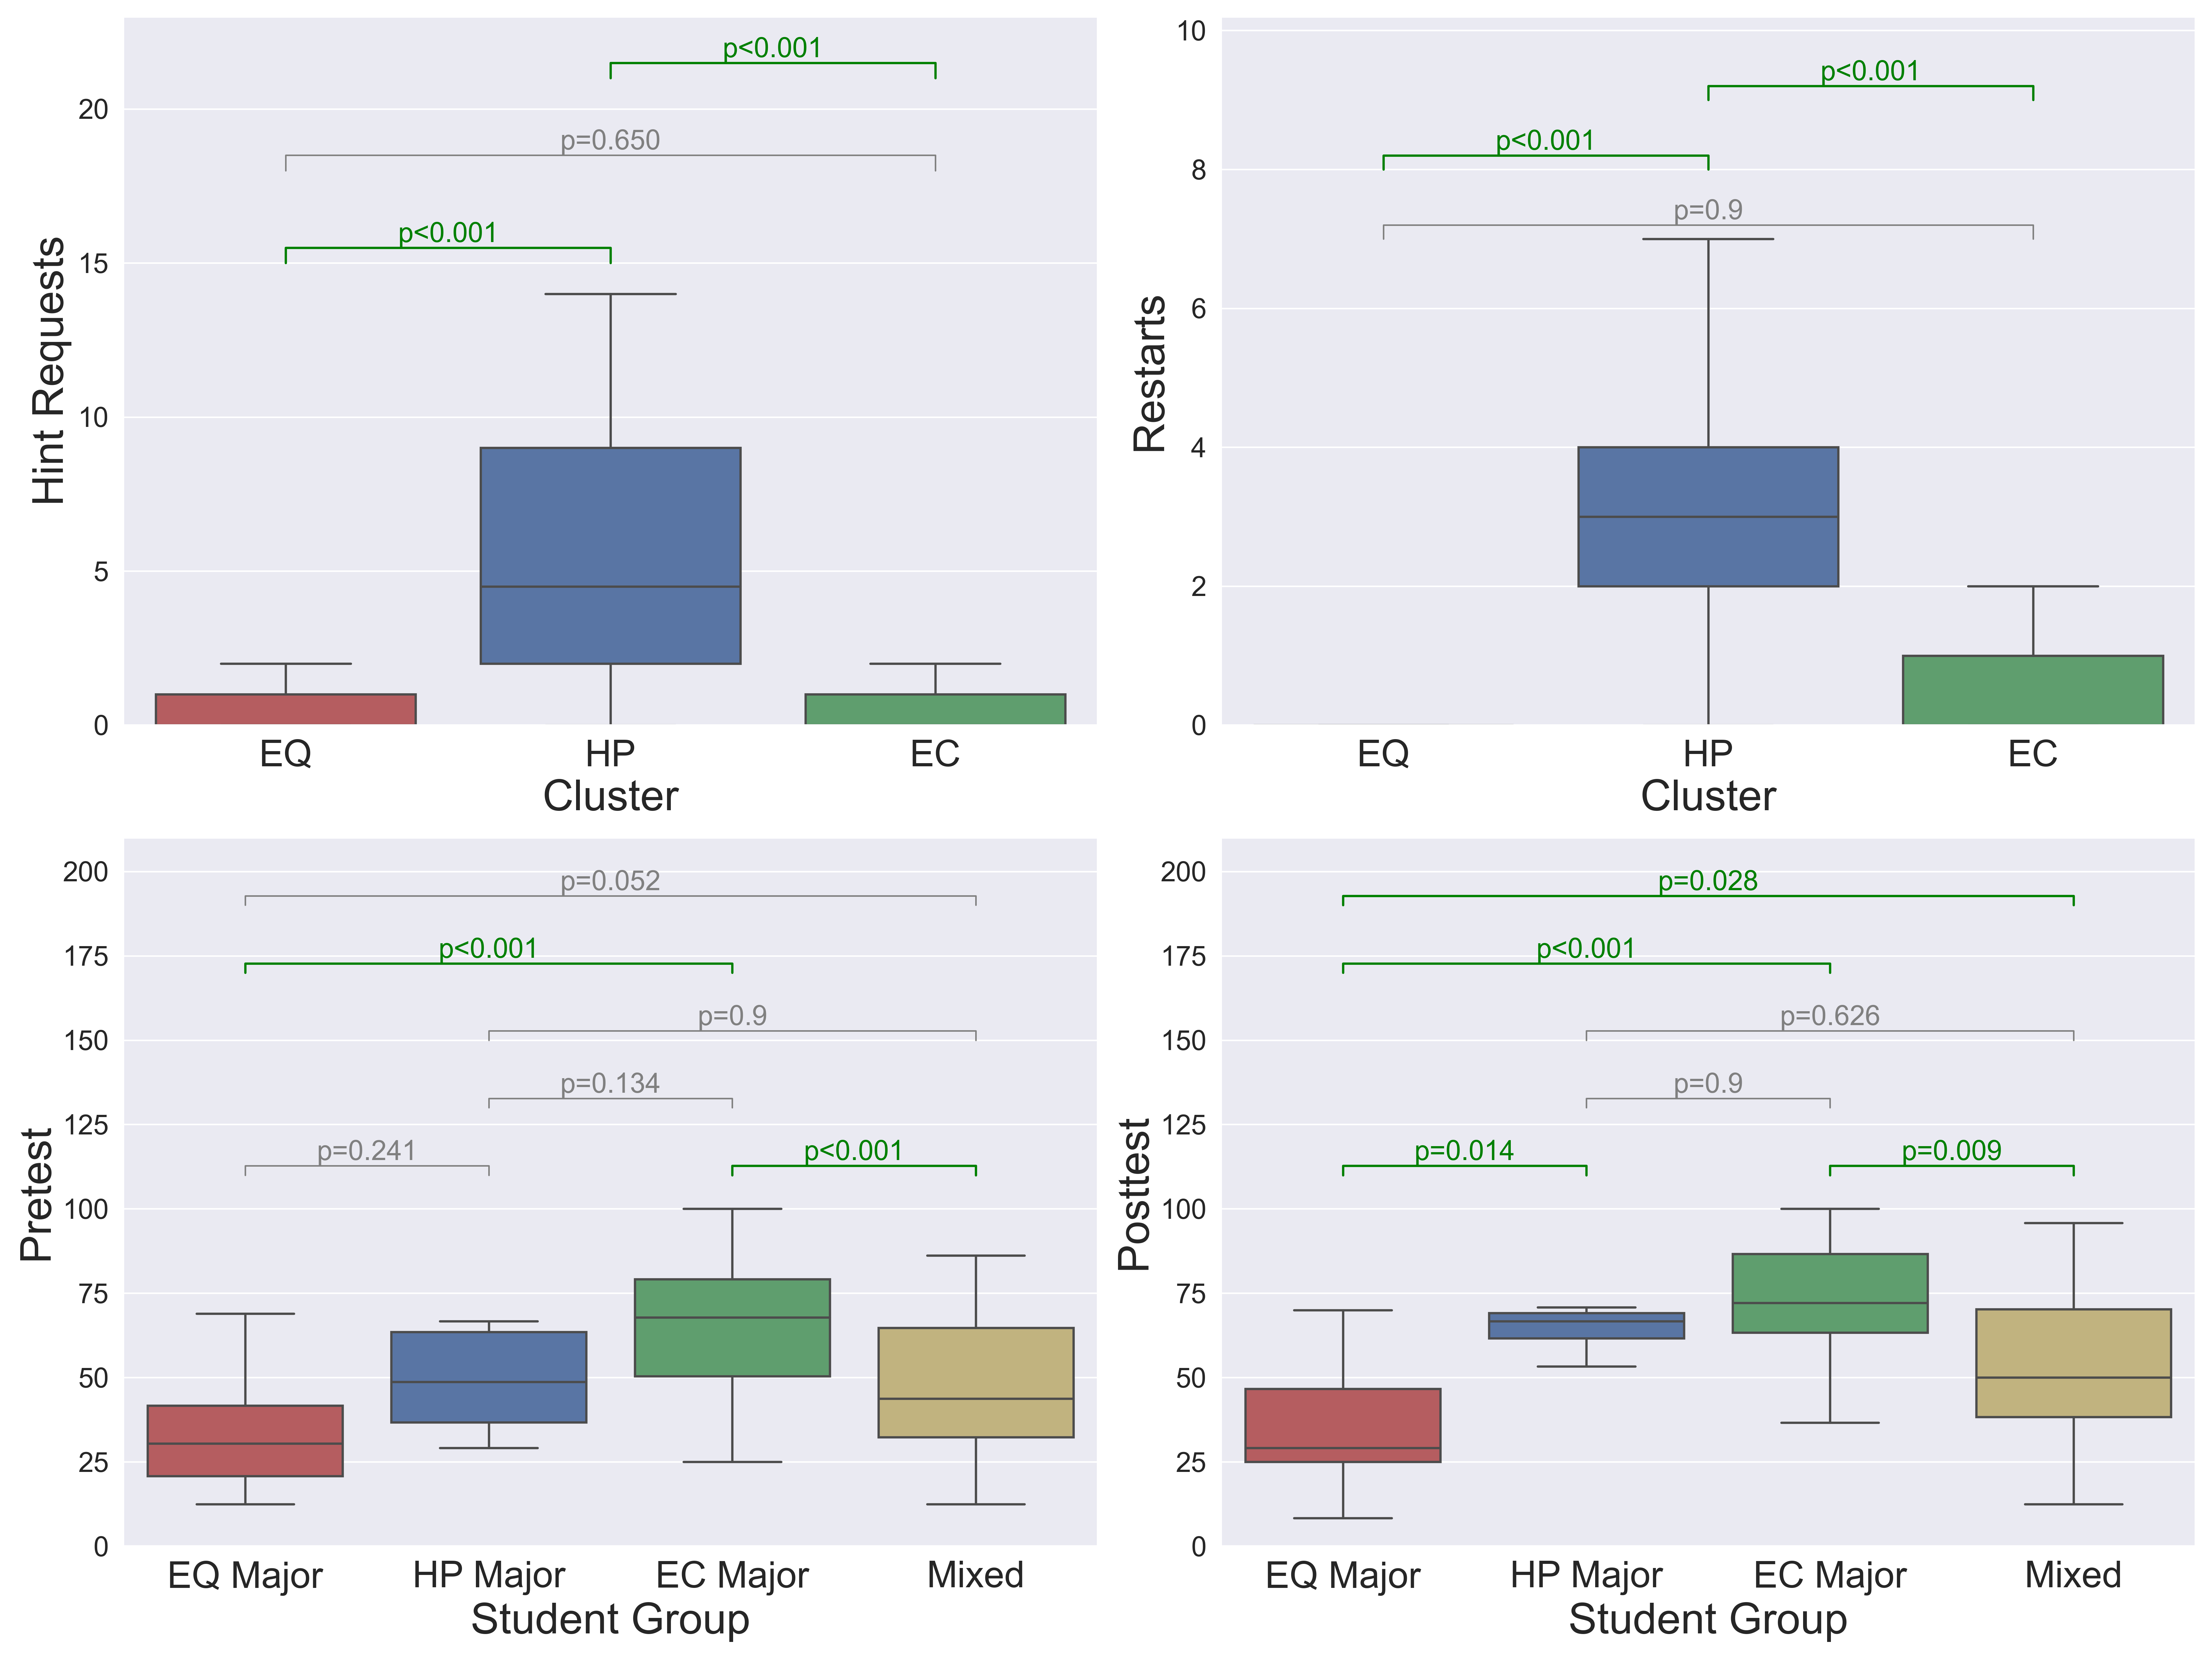 p<0.001
20
p=0.650
p<0.001
15
Hint Requests
10
5
0
EQ
HP
EC
Cluster
10
p<0.001
p<0.001
8
p=0.9
6
Restarts
4
2
0
EQ
HP
EC
Cluster
200
p=0.052
p<0.001
175
p=0.9
150
p=0.134
125
p=0.241
p<0.001
Pretest
100
75
50
25
0
EQ Major
HP Major
EC Major
Mixed
Student Group
200
p=0.028
p<0.001
175
p=0.626
150
p=0.9
125
p=0.014
p=0.009
Posttest
100
75
50
25
0
EQ Major
HP Major
EC Major
Mixed
Student Group